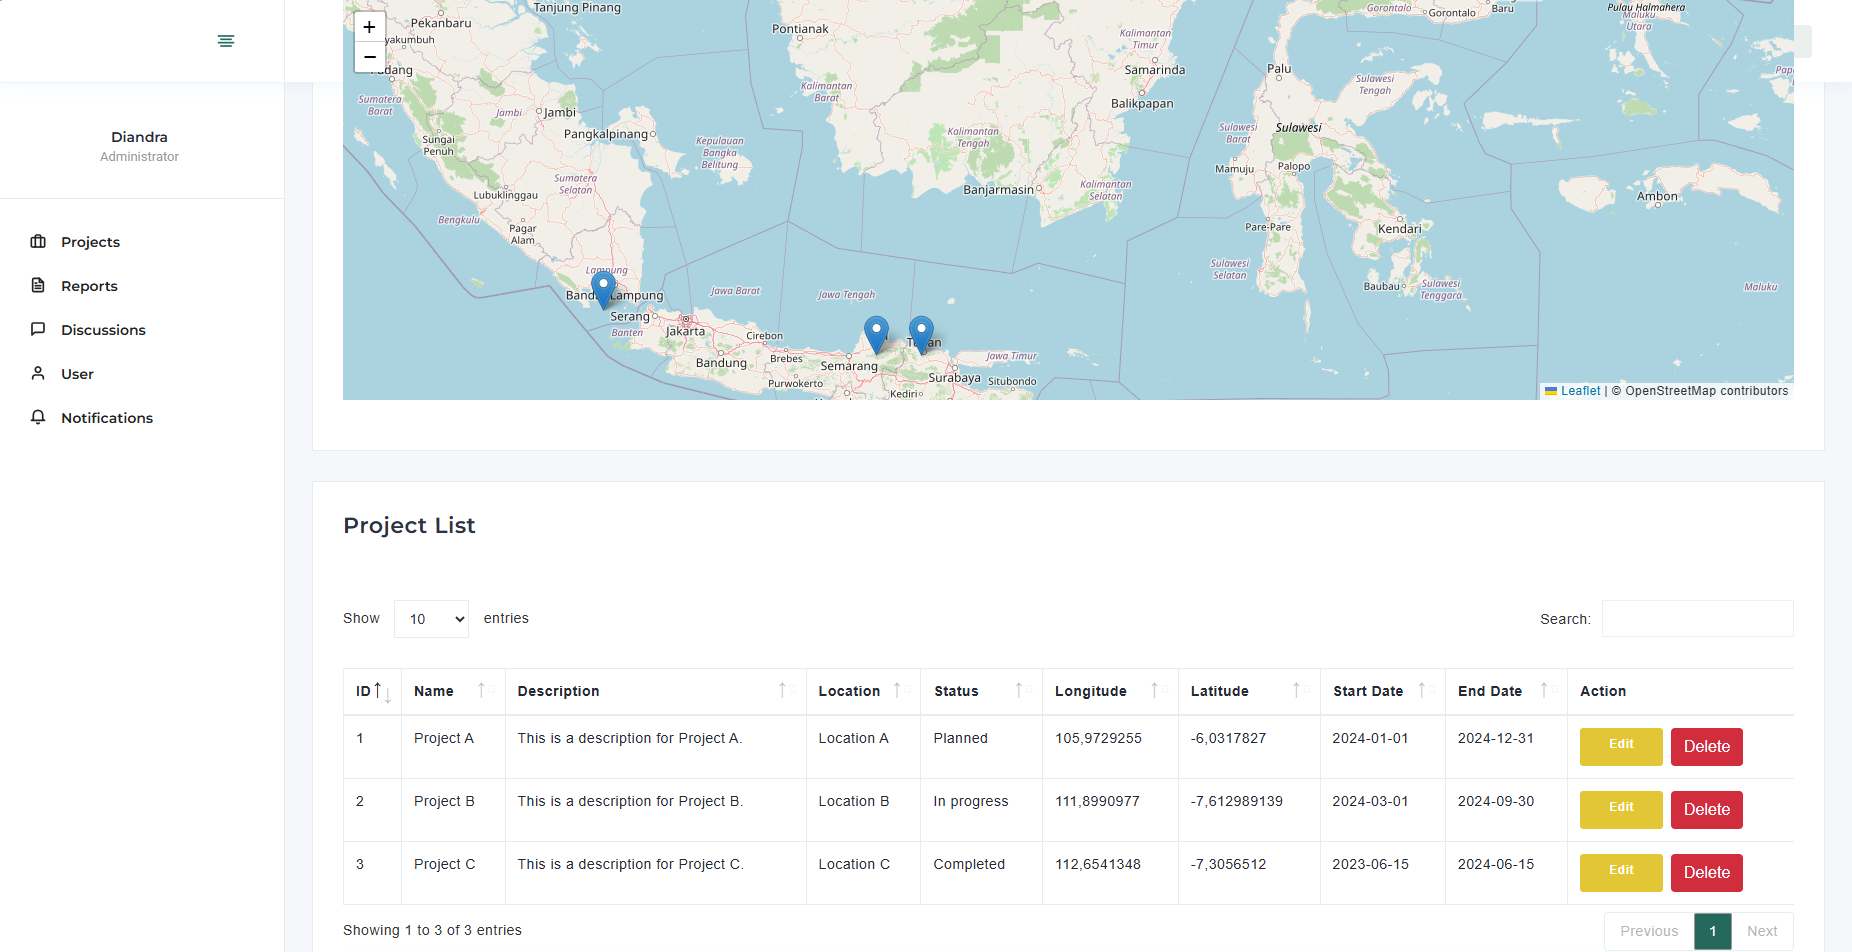 Diandra
Administrator
Projects
Reports
Discussions
User
Notifications
+
−
Tanjung Pinang
Pekanbaru
yakumbuh
Padang
Sumatera
Barat
Sungai
Penuh
Jambi
Jambi
Pangkalpinang
Kepulauan
Bangka
Belitung
Sumatera
Selatan
Lubuklinggau
Bengkulu
Pagar
Alam
Lampung
Serang
Banten
Jakarta
Jawa Barat
Cirebon
Bandung
Brebes
Purwokerto
Jawa Tengah
Semarang
Kediri
Surabaya
Situbondo
Jawa Timur
Pontianak
Kalimantan
Barat
Kalimantan
Tengah
Kalimantan
Timur
Samarinda
Balikpapan
Banjarmasin
Kalimantan
Selatan
Gorontalo
Gorontalo
Baru
Palu
Sulawesi
Tengah
Sulawesi
Barat
Sulawesi
Mamuju
Palopo
Pare-Pare
Kendari
Sulawesi
Selatan
Baubau
Sulawesi
Tenggara
Pulau Halmahera
Maluku
Utara
Pap
Ambon
Maluku
Leaflet | © OpenStreetMap contributors
Project List
Show 10 entries
Search:
ID Name Description Location Status Longitude Latitude Start Date End Date Action
1 Project A This is a description for Project A. Location A Planned 105,9729255 -6,0317827 2024-01-01 2024-12-31 Edit Delete
2 Project B This is a description for Project B. Location B In progress 111,8990977 -7,612989139 2024-03-01 2024-09-30 Edit Delete
3 Project C This is a description for Project C. Location C Completed 112,6541348 -7,3056512 2023-06-15 2024-06-15 Edit Delete
Showing 1 to 3 of 3 entries
Previous 1 Next